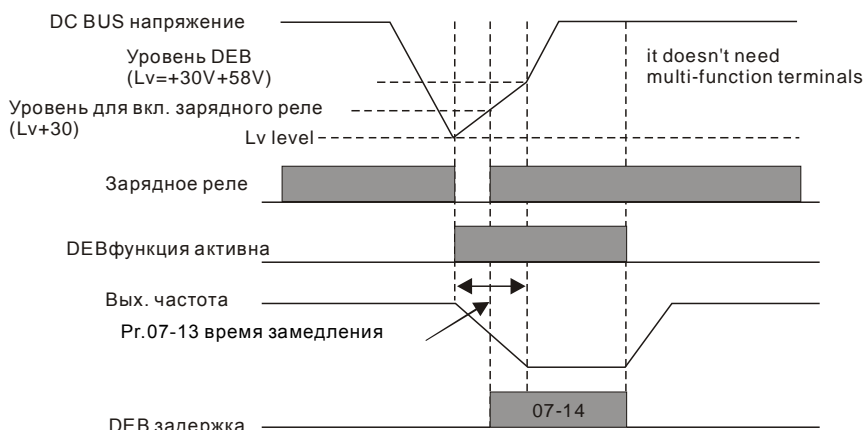 DC BUS напряжение
Уровень DEB
(Lv=+30V+58V)
it doesn't need
multi-function terminals
Уровень для вкл. зарядного реле
(Lv+30)
Lv level
Зарядное реле
DEBфункция активна
Вых. частота
Pr.07-13 время замедления
07-14
DEB задержка